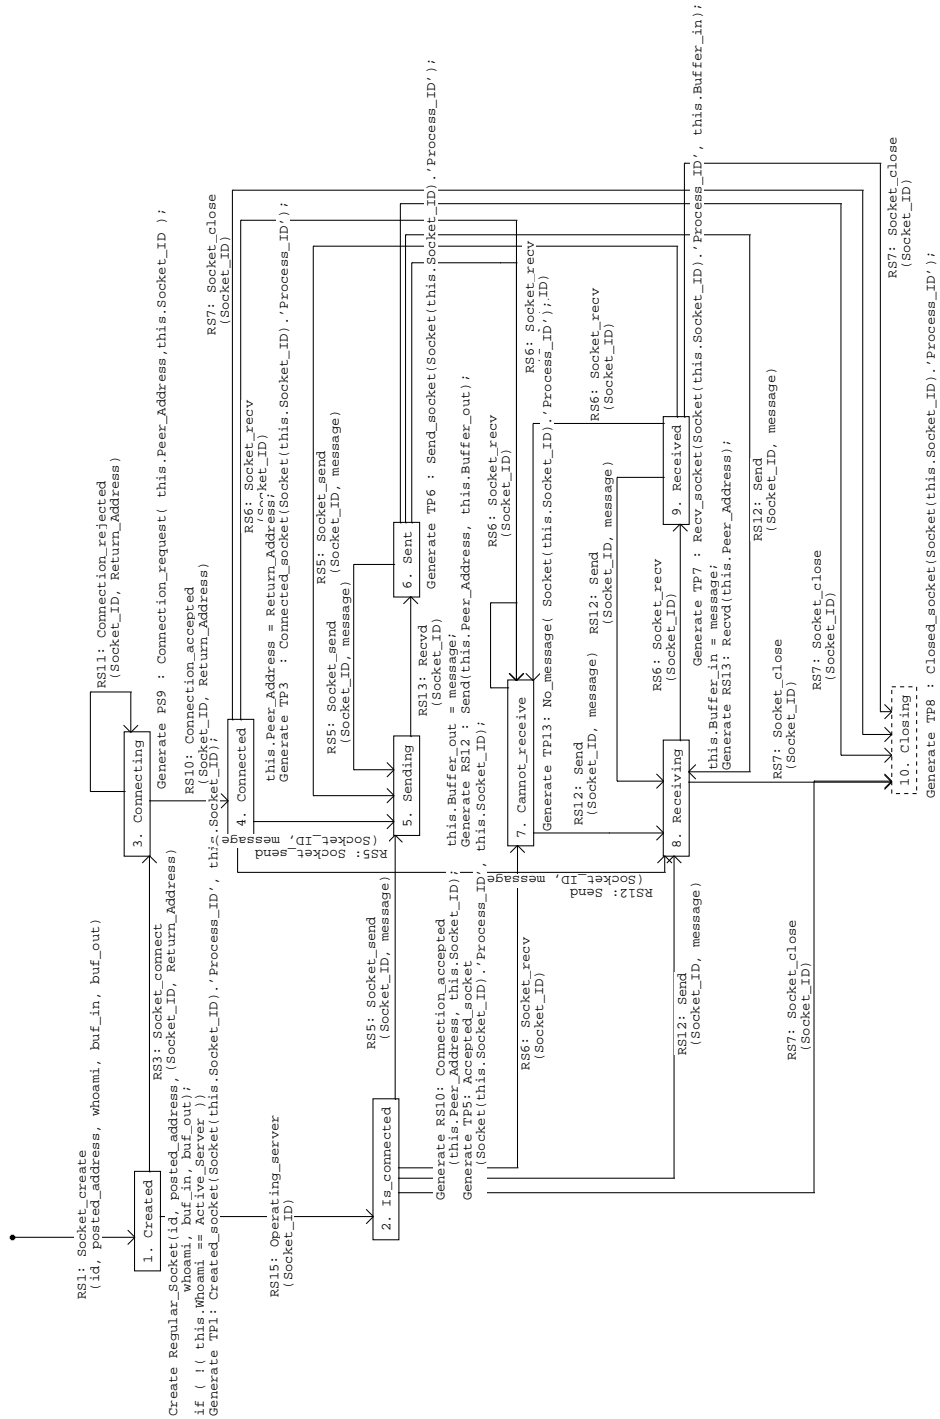 RS1: Socket_create
(id, posted_address, whoami, buf_in, buf_out)
1. Created
Create Regular_Socket(id, posted_address,
whoami, buf_in, buf_out);
if ( !( this.Whoami == Active_Server ))
Generate TP1: Created_socket(Socket(this.Socket_ID).'Process_ID', this.Socket_ID);
RS3: Socket_connect
(Socket_ID, Return_Address)
RS15: Operating_server
(Socket_ID)
2. Is_connected
Generate RS10: Connection_accepted
(this.Peer_Address, this.Socket_ID);
Generate TP5: Accepted_socket
(Socket(this.Socket_ID).'Process_ID', this.Socket_ID));
3. Connecting
Generate PS9 : Connection_request( this.Peer_Address,this.Socket_ID );
RS11: Connection_rejected
(Socket_ID, Return_Address)
RS10: Connection_accepted
(Socket_ID, Return_Address)
4. Connected
this.Peer_Address = Return_Address;
Generate TP3 : Connected_socket(Socket(this.Socket_ID).'Process_ID');
RS6: Socket_recv
(Socket_ID)
RS7: Socket_close
(Socket_ID)
RS5: Socket_send
(Socket_ID, message)
RS5: Socket_send
(Socket_ID, message)
RS5: Socket_send
(Socket_ID, message)
RS5: Socket_send
(Socket_ID, message)
5. Sending
this.Buffer_out = message;
Generate RS12 : Send(this.Peer_Address, this.Buffer_out);
RS13: Recvd
(Socket_ID)
6. Sent
Generate TP6 : Send_socket(Socket(this.Socket_ID).'Process_ID');
RS6: Socket_recv
(Socket_ID)
RS6: Socket_recv
(Socket_ID)
RS6: Socket_recv
7. Cannot_receive
Generate TP13: No_message( Socket(this.Socket_ID).'Process_ID');
RS12: Send
(Socket_ID, message)
RS12: Send
(Socket_ID, message)
RS12: Send
(Socket_ID, message)
RS6: Socket_recv
(Socket_ID)
RS12: Send
(Socket_ID, message)
RS6: Socket_recv
(Socket_ID)
8. Receiving
this.Buffer_in = message;
Generate RS13: Recvd(this.Peer_Address);
9. Received
Generate TP7 : Recv_socket(Socket(this.Socket_ID).'Process_ID', this.Buffer_in);
RS12: Send
(Socket_ID, message)
RS7: Socket_close
(Socket_ID)
RS7: Socket_close
(Socket_ID)
RS7: Socket_close
(Socket_ID)
RS7: Socket_close
(Socket_ID)
10. Closing
Generate TP8 : Closed_socket(Socket(this.Socket_ID).'Process_ID');